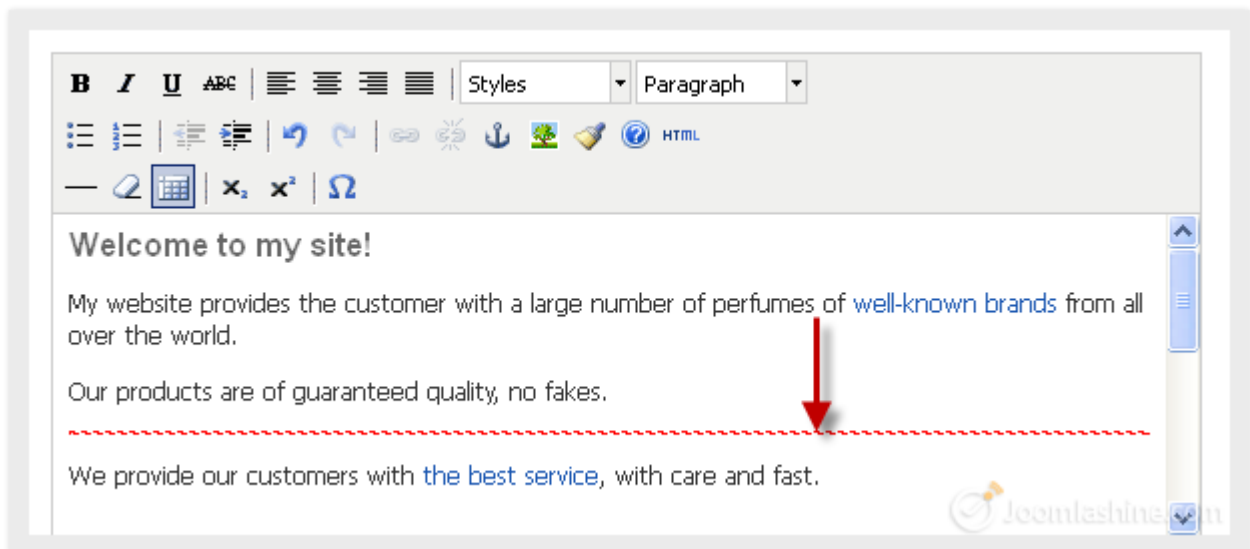 B I U ABC Styles Paragraph
HTML
x₂ x² Ω
Welcome to my site!
My website provides the customer with a large number of perfumes of well-known brands from all
over the world.
Our products are of guaranteed quality, no fakes.
We provide our customers with the best service, with care and fast.
Joomlashine.com